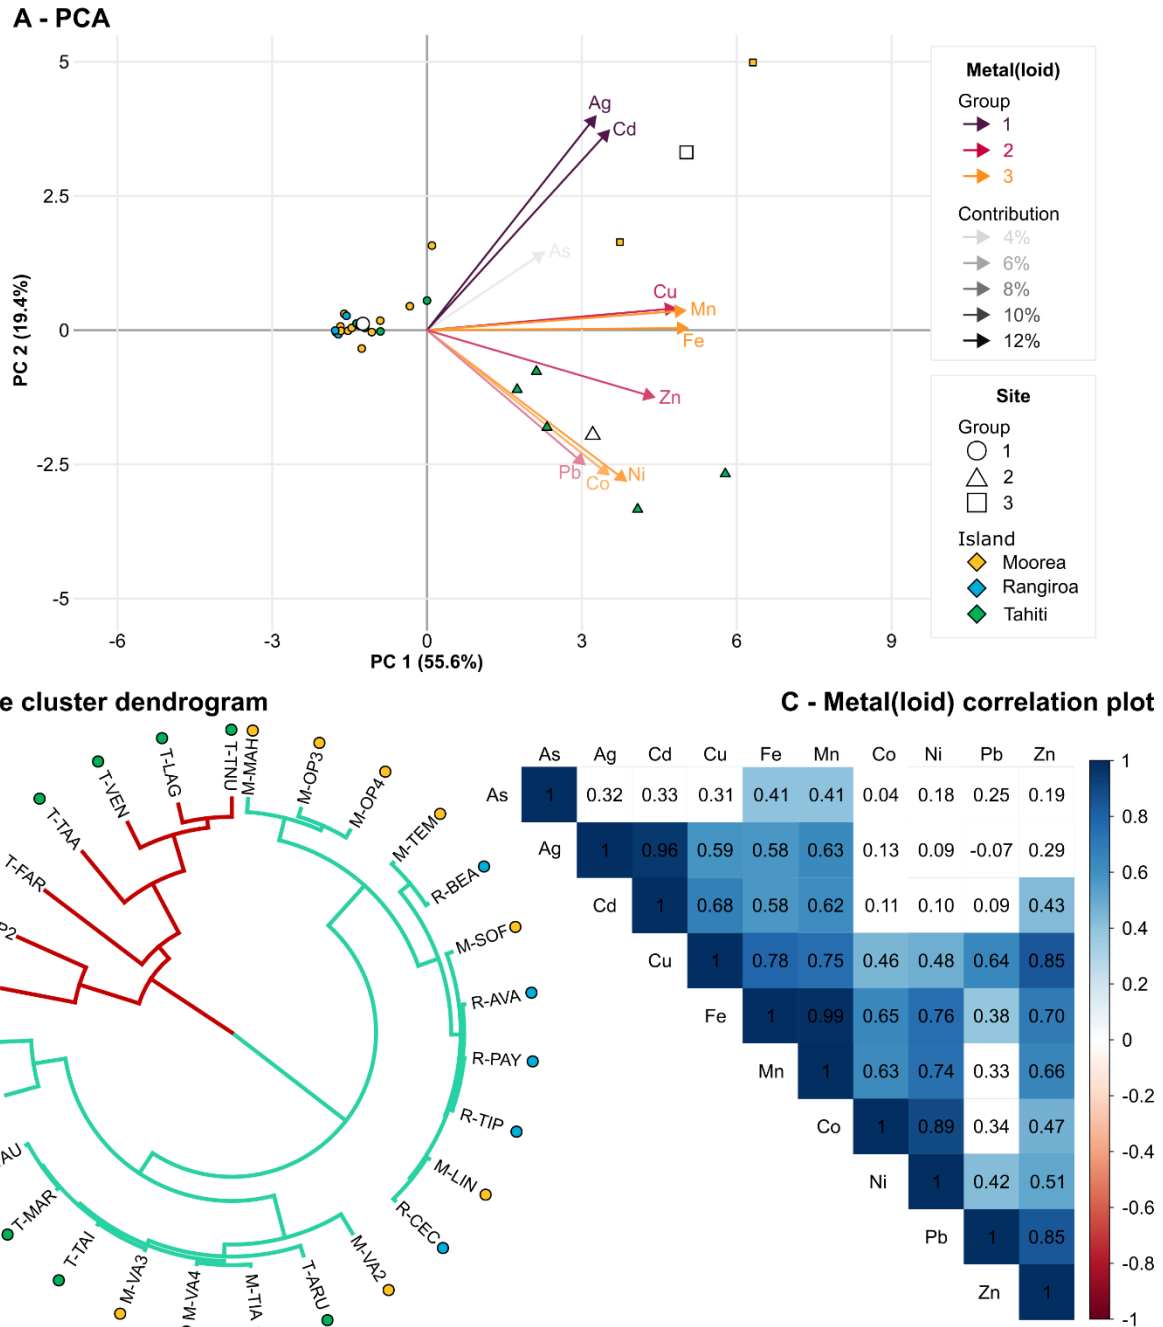 A - PCA
5
2.5
0
-2.5
-5
PC 2 (19.4%)
-6
-3
0
3
6
9
PC 1 (55.6%)
Ag
Cd
As
Cu
Mn
Fe
Zn
Pb
Co
Ni
Metal(loid)
Group
1
2
3
Contribution
4%
6%
8%
10%
12%
Site
Group
1
2
3
Island
Moorea
Rangiroa
Tahiti
e cluster dendrogram
P2
T-FAR
T-TAA
T-VEN
T-LAG
T-TNU
M-MAH
M-OP3
M-OP4
M-TEM
R-BEA
M-SOF
R-AVA
R-PAY
R-TIP
M-LIN
R-CEC
M-VA2
T-ARU
M-TIA
M-VA4
M-VA3
T-TAI
T-MAR
AU
C - Metal(loid) correlation plot
As Ag Cd Cu Fe Mn Co Ni Pb Zn
As 1 0.32 0.33 0.31 0.41 0.41 0.04 0.18 0.25 0.19
Ag 1 0.96 0.59 0.58 0.63 0.13 0.09 -0.07 0.29
Cd 1 0.68 0.58 0.62 0.11 0.10 0.09 0.43
Cu 1 0.78 0.75 0.46 0.48 0.64 0.85
Fe 1 0.99 0.65 0.76 0.38 0.70
Mn 1 0.63 0.74 0.33 0.66
Co 1 0.89 0.34 0.47
Ni 1 0.42 0.51
Pb 1 0.85
Zn 1
1
0.8
0.6
0.4
0.2
0
-0.2
-0.4
-0.6
-0.8
-1